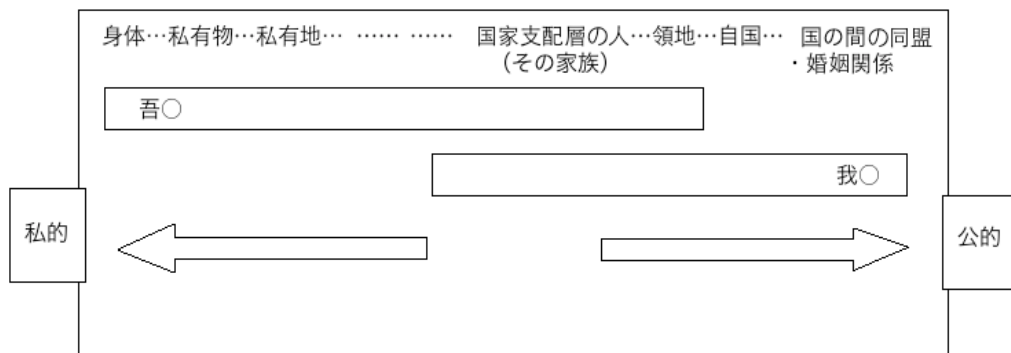 身体…私有物…私有地… …… …… 国家支配層の人…領地…自国… 国の間の同盟
（その家族） ・婚姻関係
吾○
我○
私的
公的